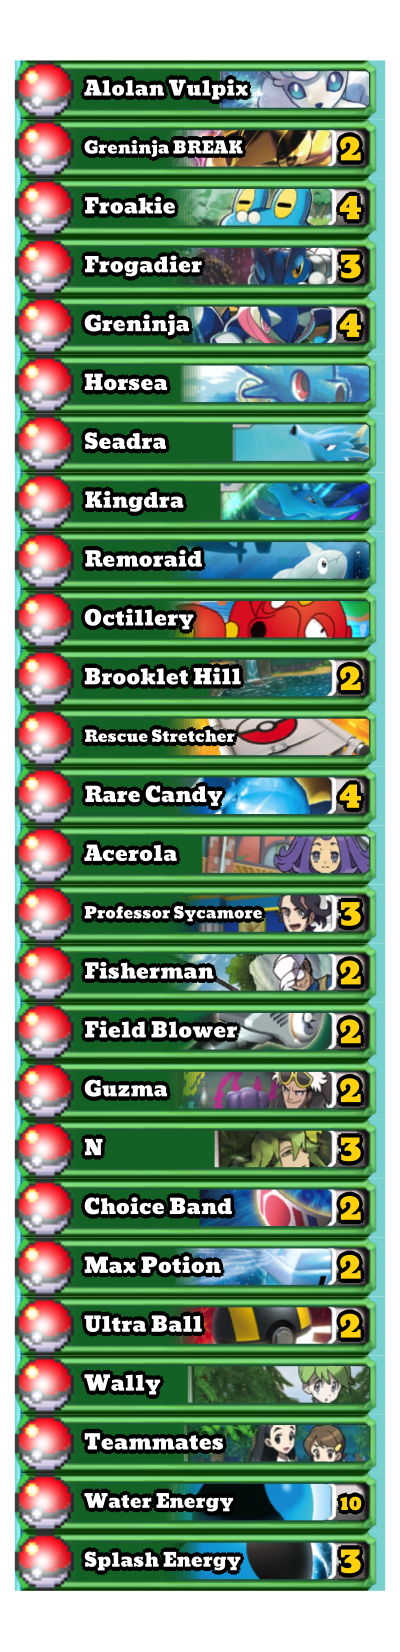 Alolan Vulpix
Greninja BREAK 2
Froakie 4
Frogadier 3
Greninja 4
Horsea
Seadra
Kingdra
Remoraid
Octillery
Brooklet Hill 2
Rescue Stretcher
Rare Candy 4
Acerola
Professor Sycamore 3
Fisherman 2
Field Blower 2
Guzma 2
N 3
Choice Band 2
Max Potion 2
Ultra Ball 2
Wally
Teammates
Water Energy 10
Splash Energy 3